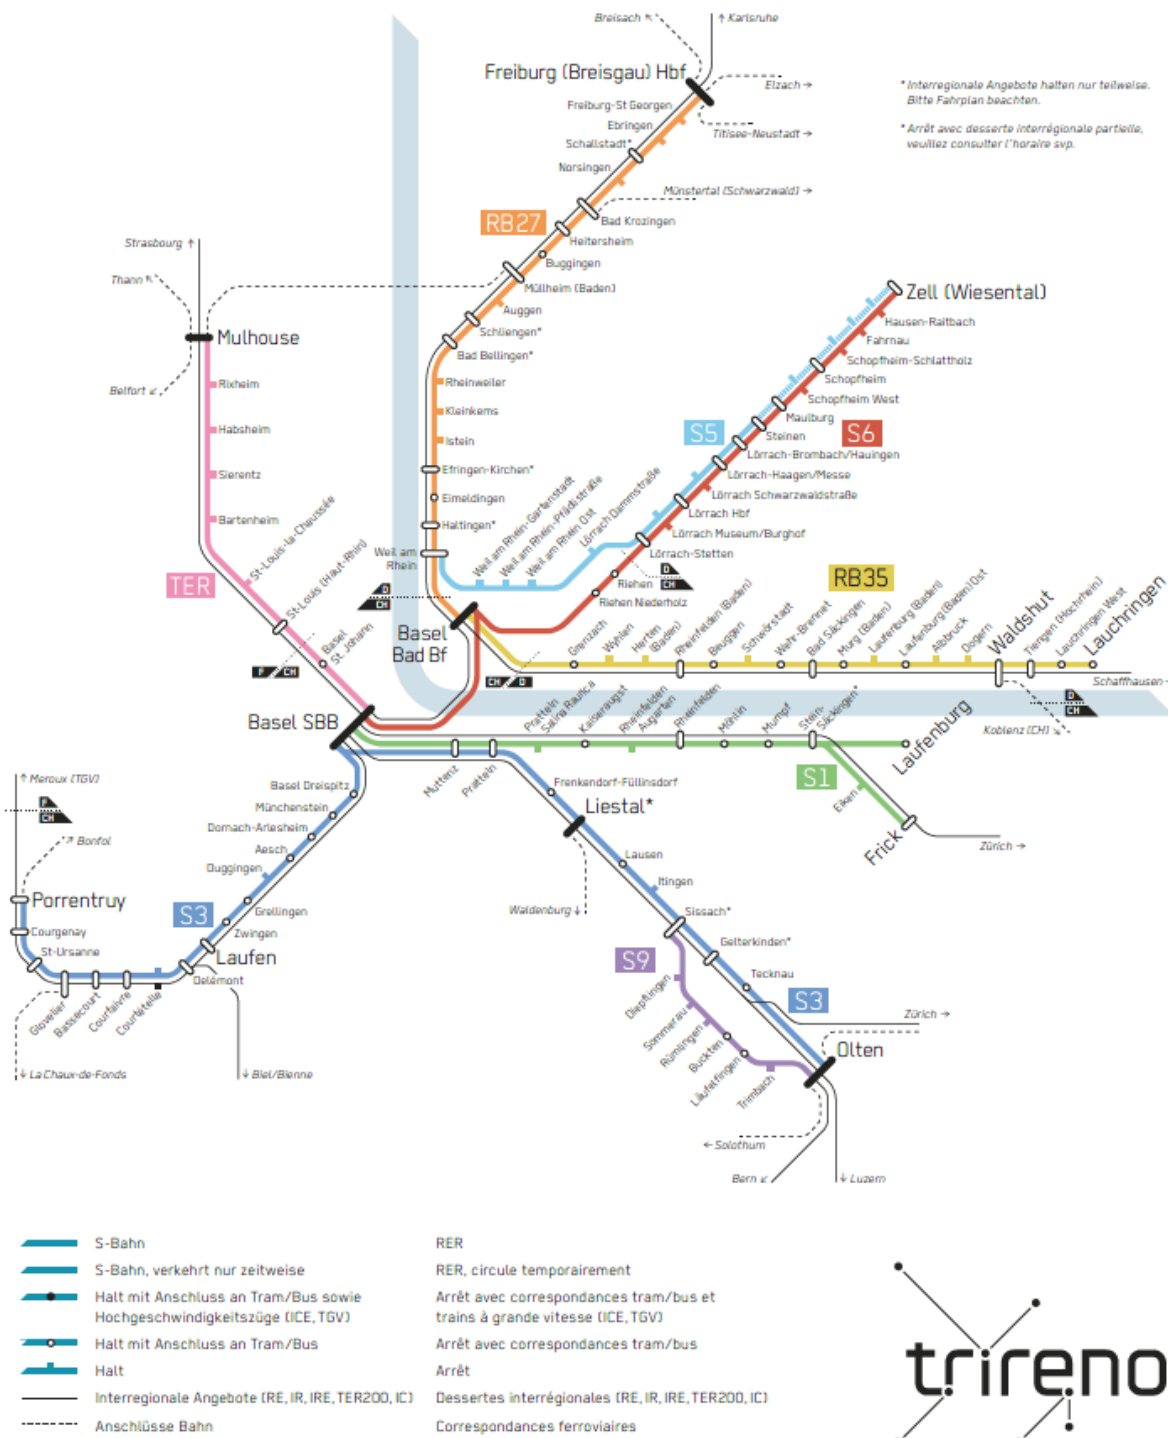 Breisach ↖
↑ Karlsruhe
Freiburg (Breisgau) Hbf
Elzach →
Titisee-Neustadt →
* Interregionale Angebote halten nur teilweise.
Bitte Fahrplan beachten.
* Arrêt avec desserte interrégionale partielle,
veuillez consulter l'horaire svp.
Freiburg-St Georgen
Ebringen
Schallstadt*
Norsingen
Münstertal (Schwarzwald) →
Bad Krozingen
RB27
Heitersheim
Buggingen
Müllheim (Baden)
Auggen
Schliengen*
Bad Bellingen*
Rheinweiler
Kleinkems
Istein
Efringen-Kirchen*
Eimeldingen
Haltingen*
Weil am
Rhein
Strasbourg ↑
Thann ↖
Mulhouse
Belfort ↙
Rixheim
Habsheim
Sierentz
Bartenheim
St-Louis-la-Chaussée
St-Louis (Haut-Rhin)
TER
Basel
St. Johann
F
CH
Zell (Wiesental)
Hausen-Raitbach
Fahrnau
Schopfheim-Schlattholz
Schopfheim
Schopfheim West
Maulburg
Steinen
S5
S6
Lörrach-Brombach/Hauingen
Lörrach-Haagen/Messe
Lörrach Schwarzwaldstraße
Lörrach Hbf
Lörrach Museum/Burghof
Lörrach-Stetten
Lörrach Dammstraße
Weil am Rhein-Gartenstadt
Weil am Rhein-Pfädlistraße
Weil am Rhein Ost
Riehen
Riehen Niederholz
D
CH
D
CH
Basel
Bad Bf
CH
D
RB35
Grenzach
Wyhlen
Herten
(Baden)
Rheinfelden (Baden)
Beuggen
Schwörstadt
Wehr-Brennet
Bad Säckingen
Murg (Baden)
Laufenburg (Baden)
Laufenburg (Baden) Ost
Albbruck
Dogern
Waldshut
Tiengen (Hochrhein)
Lauchringen West
Lauchringen
Schaffhausen
D
CH
Koblenz (CH)
Basel SBB
Muttenz
Pratteln
Pratteln
Salina Raurica
Kaiseraugst
Rheinfelden
Augarten
Rheinfelden
Möhlin
Mumpf
Stein-
Säckingen*
Laufenburg
S1
Eiken
Frick
Zürich →
Frenkendorf-Füllinsdorf
Liestal*
Lausen
Itingen
Waldenburg ↓
Sissach*
Gelterkinden*
Tecknau
S3
S9
Diepflingen
Sommerau
Rümlingen
Buckten
Läufelfingen
Trimbach
Zürich →
Olten
← Solothurn
Bern ↙
↓ Luzern
Basel Dreispitz
Münchenstein
Dornach-Arlesheim
Aesch
Duggingen
Grellingen
Zwingen
S3
Laufen
Delémont
↑ Meroux (TGV)
F
CH
↗ Bonfol
Porrentruy
Courgenay
St-Ursanne
Glovelier
Bassecourt
Courfaivre
Courtételle
↓ La Chaux-de-Fonds
↓ Biel/Bienne
S-Bahn
RER
S-Bahn, verkehrt nur zeitweise
RER, circule temporairement
Halt mit Anschluss an Tram/Bus sowie
Hochgeschwindigkeitszüge (ICE, TGV)
Arrêt avec correspondances tram/bus et
trains à grande vitesse (ICE, TGV)
Halt mit Anschluss an Tram/Bus
Arrêt avec correspondances tram/bus
Halt
Arrêt
Interregionale Angebote (RE, IR, IRE, TER200, IC)
Dessertes interrégionales (RE, IR, IRE, TER200, IC)
Anschlüsse Bahn
Correspondances ferroviaires
trireno